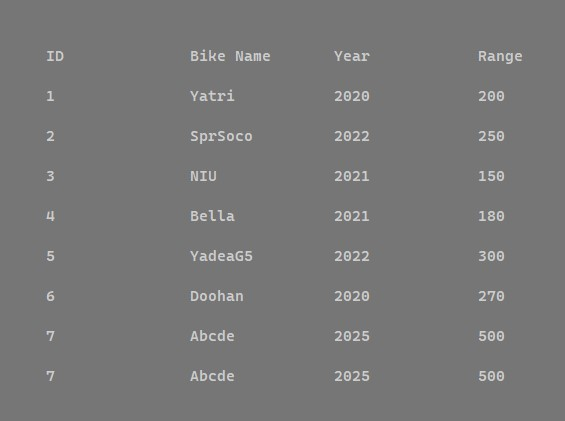 ID Bike Name Year Range
1 Yatri 2020 200
2 SprSoco 2022 250
3 NIU 2021 150
4 Bella 2021 180
5 YadeaG5 2022 300
6 Doohan 2020 270
7 Abcde 2025 500
7 Abcde 2025 500